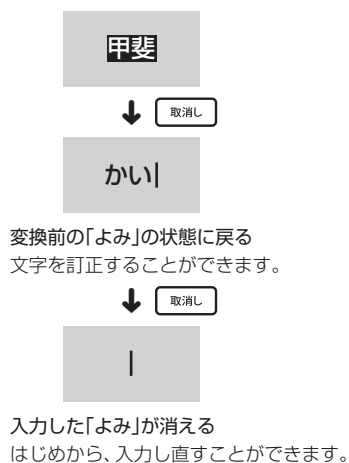 甲斐
取消し
かい
変換前の「よみ」の状態に戻る
文字を訂正することができます。
取消し
入力した「よみ」が消える
はじめから、入力し直すことができます。